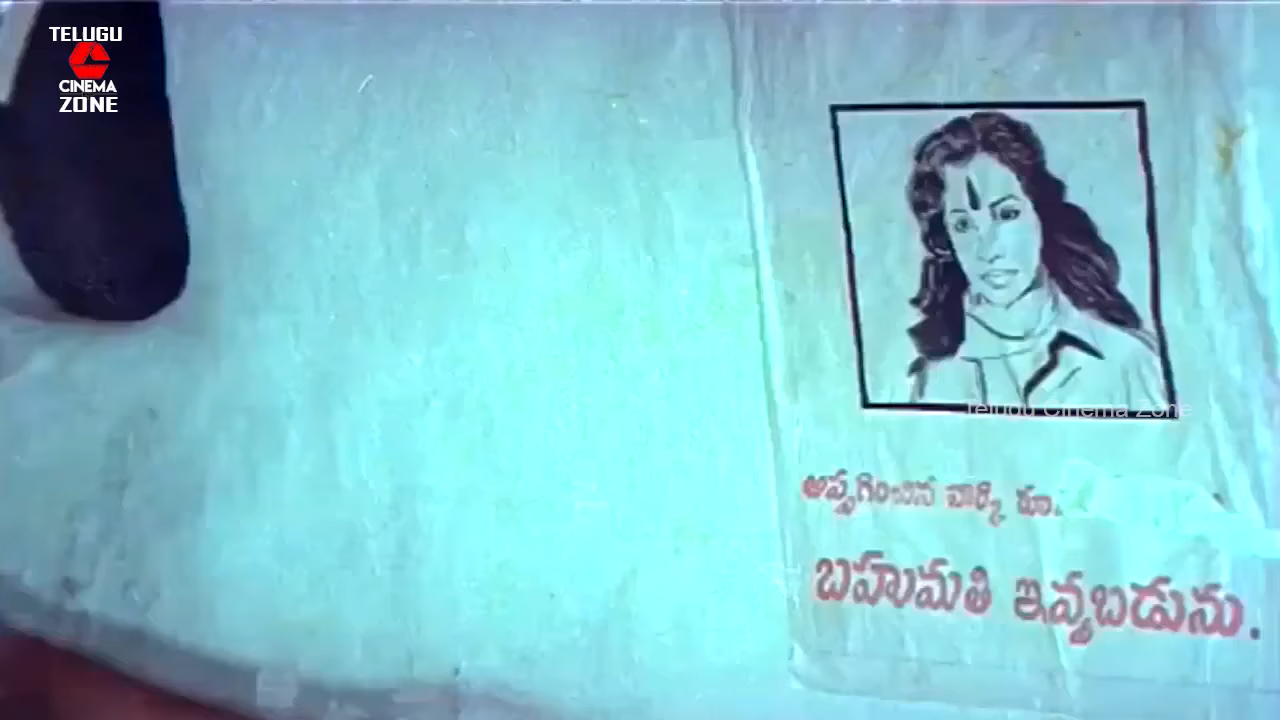 TELUGU
CINEMA
ZONE
Telugu Cinema Zone
అప్పగించిన వార్కి రూ.
బహుమతి ఇవ్వబడును.